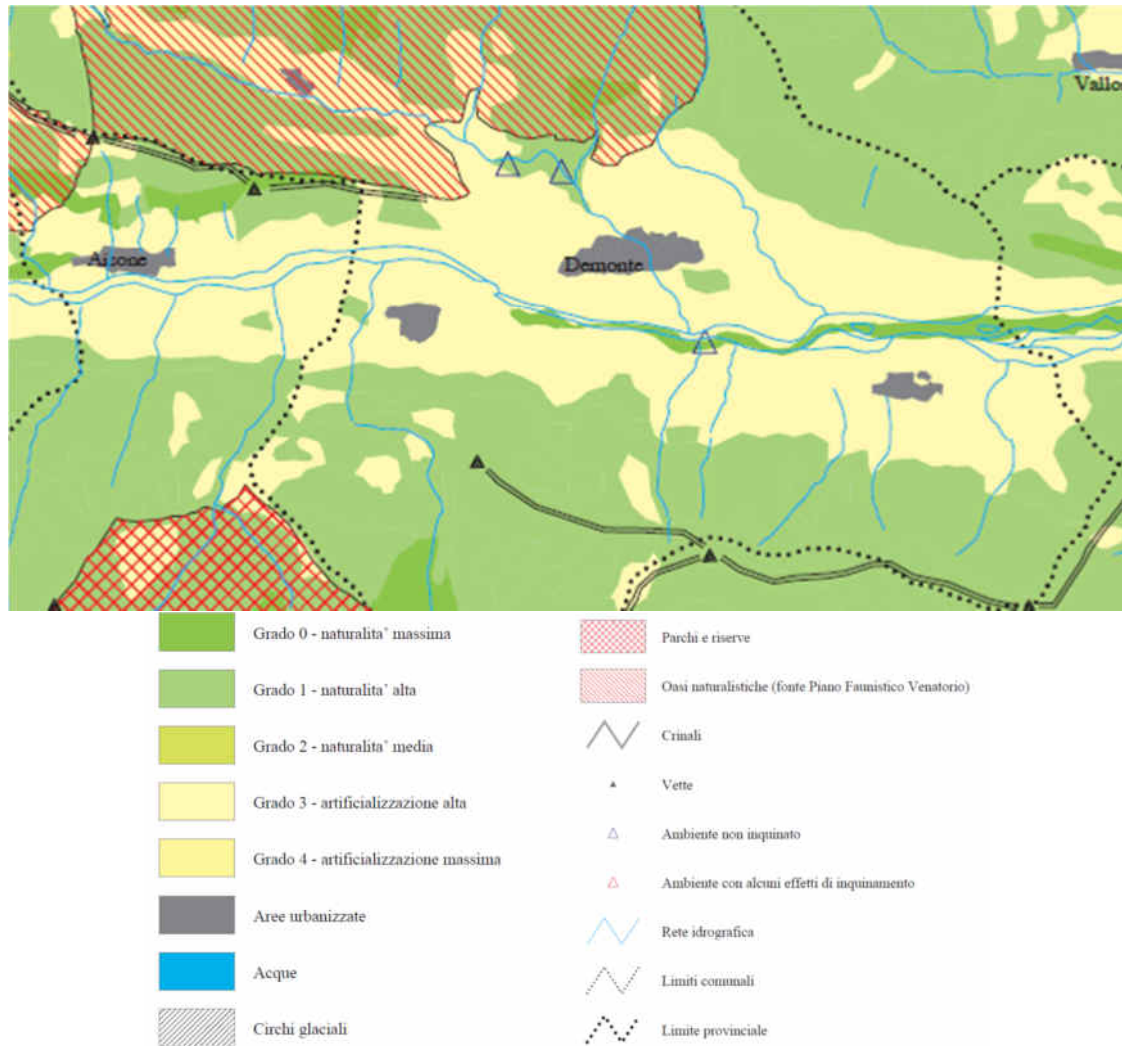 Vallo
Aisone
Demonte
Grado 0 - naturalita` massima
Grado 1 - naturalita` alta
Grado 2 - naturalita` media
Grado 3 - artificializzazione alta
Grado 4 - artificializzazione massima
Aree urbanizzate
Acque
Circhi glaciali
Parchi e riserve
Oasi naturalistiche (fonte Piano Faunistico Venatorio)
Crinali
Vette
Ambiente non inquinato
Ambiente con alcuni effetti di inquinamento
Rete idrografica
Limiti comunali
Limite provinciale